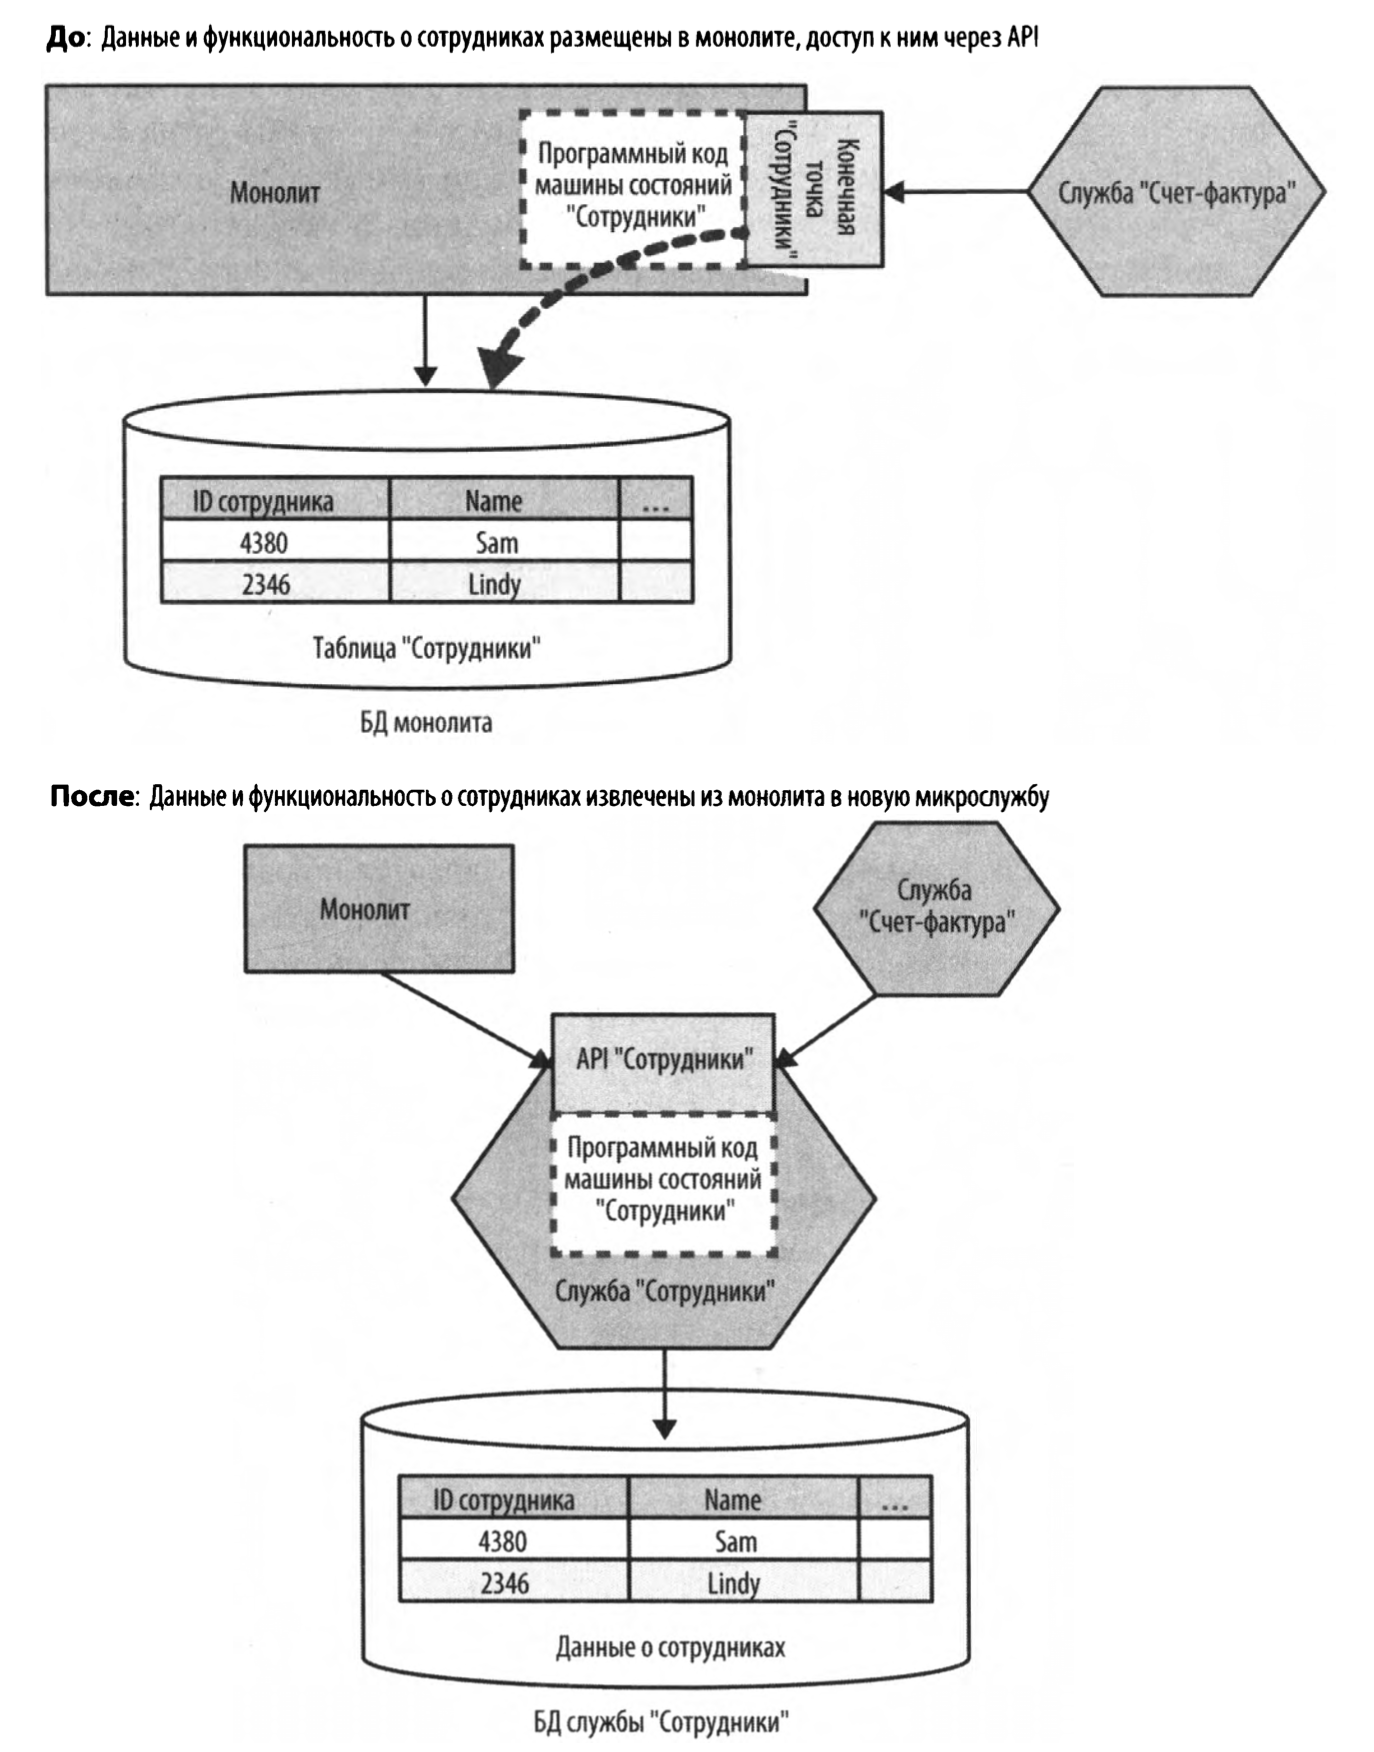 До: Данные и функциональность о сотрудниках размещены в монолите, доступ к ним через API
Монолит
Программный код
машины состояний
"Сотрудники"
Конечная
точка
"Сотрудники"
Служба "Счет-фактура"
ID сотрудника Name ...
4380 Sam
2346 Lindy
Таблица "Сотрудники"
БД монолита
После: Данные и функциональность о сотрудниках извлечены из монолита в новую микрослужбу
Монолит
Служба
"Счет-фактура"
API "Сотрудники"
Программный код
машины состояний
"Сотрудники"
Служба "Сотрудники"
ID сотрудника Name ...
4380 Sam
2346 Lindy
Данные о сотрудниках
БД службы "Сотрудники"